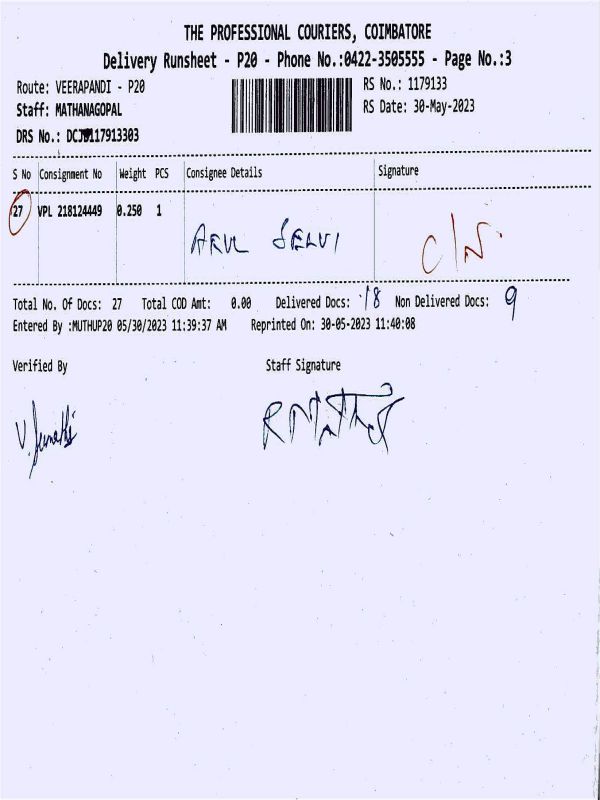 THE PROFESSIONAL COURIERS, COIMBATORE
Delivery Runsheet - P20 - Phone No.:0422-3505555 - Page No.:3
Route: VEERAPANDI - P20 RS No.: 1179133
Staff: MATHANAGOPAL RS Date: 30-May-2023
DRS No.:
S No Consignment No Weight PCS Consignee Details Signature
27 VPL 218124449 0.250 1 ARUL SELVI C/N.
Total No. Of Docs: 27 Total COD Amt: 0.00 Delivered Docs: 18 Non Delivered Docs: 9
Entered By :MUTHUP20 05/30/2023 11:39:37 AM Reprinted On: 30-05-2023 11:40:08
Verified By Staff Signature